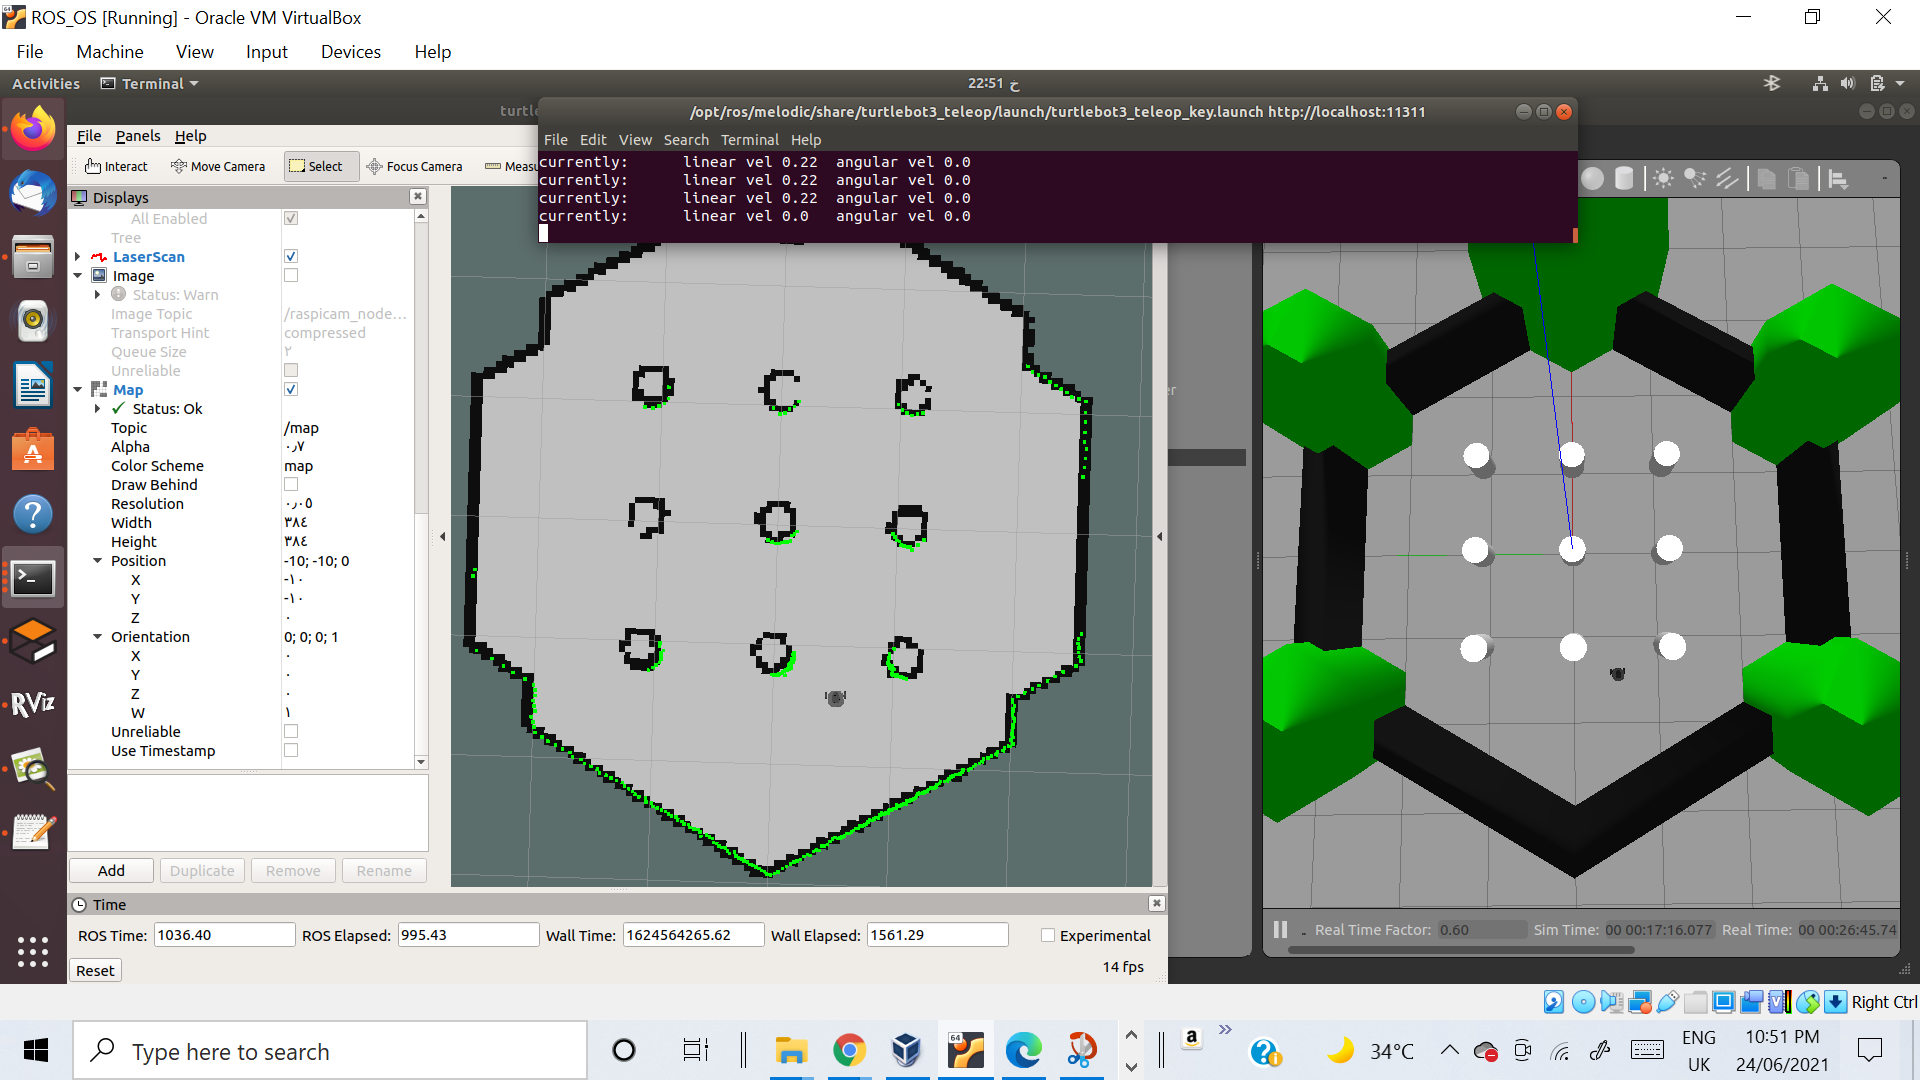 ROS_OS [Running] - Oracle VM VirtualBox
File Machine View Input Devices Help
Activities Terminal 22:51 خ
/opt/ros/melodic/share/turtlebot3_teleop/launch/turtlebot3_teleop_key.launch http://localhost:11311
File Edit View Search Terminal Help
currently: linear vel 0.22 angular vel 0.0
currently: linear vel 0.22 angular vel 0.0
currently: linear vel 0.22 angular vel 0.0
currently: linear vel 0.0 angular vel 0.0
File Panels Help
Interact Move Camera Select Focus Camera Measu
Displays
All Enabled
Tree
LaserScan
Image
Status: Warn
Image Topic /raspicam_node...
Transport Hint compressed
Queue Size ٢
Unreliable
Map
Status: Ok
Topic /map
Alpha ٠٫٧
Color Scheme map
Draw Behind
Resolution ٠٫٠٥
Width ٣٨٤
Height ٣٨٤
Position -10; -10; 0
X -١٠
Y -١٠
Z ٠
Orientation 0; 0; 0; 1
X ٠
Y ٠
Z ٠
W ١
Unreliable
Use Timestamp
Add Duplicate Remove Rename
Time
ROS Time: 1036.40 ROS Elapsed: 995.43 Wall Time: 1624564265.62 Wall Elapsed: 1561.29 Experimental
Reset 14 fps
RViz
Real Time Factor: 0.60 Sim Time: 00 00:17:16.077 Real Time: 00 00:26:45.74
Right Ctrl
Type here to search
34°C
ENG
UK
10:51 PM
24/06/2021